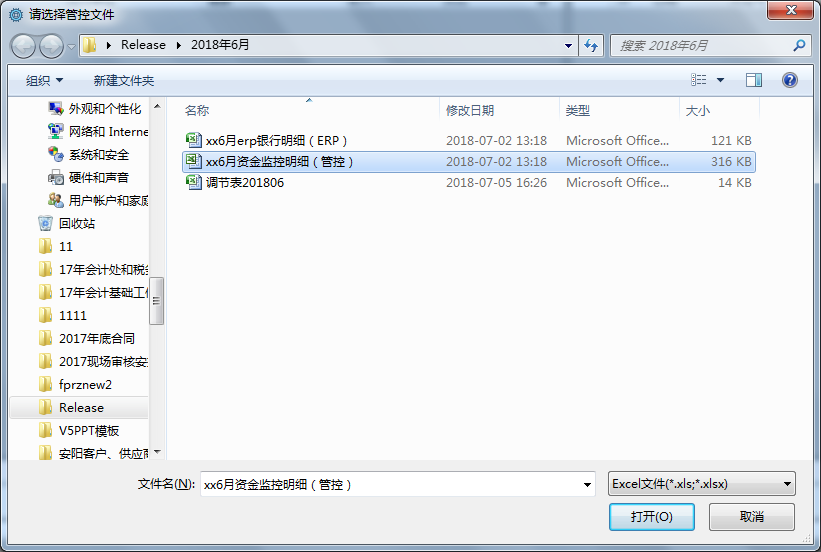 请选择管控文件
Release 2018年6月
搜索 2018年6月
组织 新建文件夹
名称 修改日期 类型 大小
外观和个性化
网络和 Interne
系统和安全
硬件和声音
用户帐户和家庭
回收站
11
17年会计处和税务
17年会计基础工作
1111
2017年底合同
2017现场审核安
fprznew2
Release
V5PPT模板
安阳客户、供应商
xx6月erp银行明细（ERP） 2018-07-02 13:18 Microsoft Office... 121 KB
xx6月资金监控明细（管控） 2018-07-02 13:18 Microsoft Office... 316 KB
调节表201806 2018-07-05 16:26 Microsoft Office... 14 KB
文件名(N): xx6月资金监控明细（管控） Excel文件(*.xls;*.xlsx)
打开(O) 取消